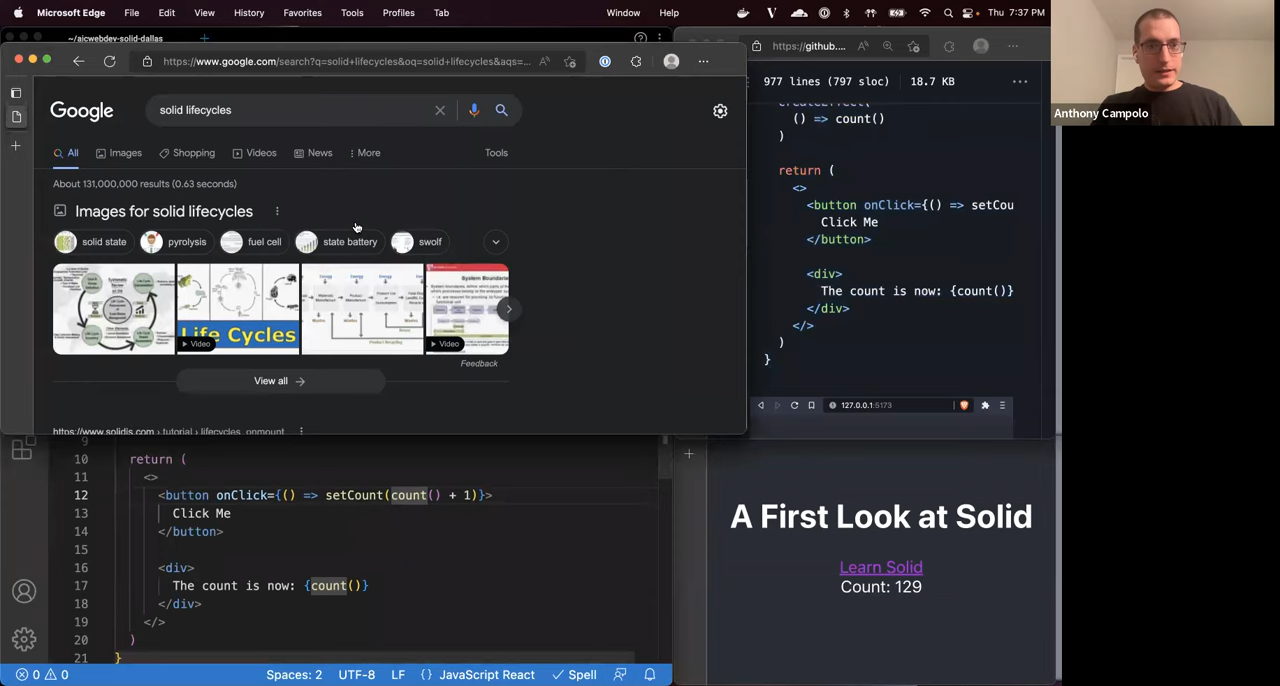 Microsoft Edge File Edit View History Favorites Tools Profiles Tab Window Help Thu 7:37 PM
~/ajcwebdev-solid-dallas
https://www.google.com/search?q=solid+lifecycles&oq=solid+lifecycles&aqs=...
Google
solid lifecycles
All Images Shopping Videos News More Tools
About 131,000,000 results (0.63 seconds)
Images for solid lifecycles
solid state pyrolysis fuel cell state battery swolf
Life Cycles
Video
System Boundaries
Video
Feedback
View all
https://www.solidjs.com › tutorial › lifecycles_onmount
https://github....
977 lines (797 sloc) 18.7 KB
createEffect(
() => count()
)
return (
<>
<button onClick={() => setCou
Click Me
</button>
<div>
The count is now: {count()}
</div>
</>
)
}
127.0.0.1:5173
Anthony Campolo
9
10 return (
11 <>
12 <button onClick={() => setCount(count() + 1)}>
13 Click Me
14 </button>
15
16 <div>
17 The count is now: {count()}
18 </div>
19 </>
20 )
21 }
0 0 Spaces: 2 UTF-8 LF {} JavaScript React Spell
A First Look at Solid
Learn Solid
Count: 129